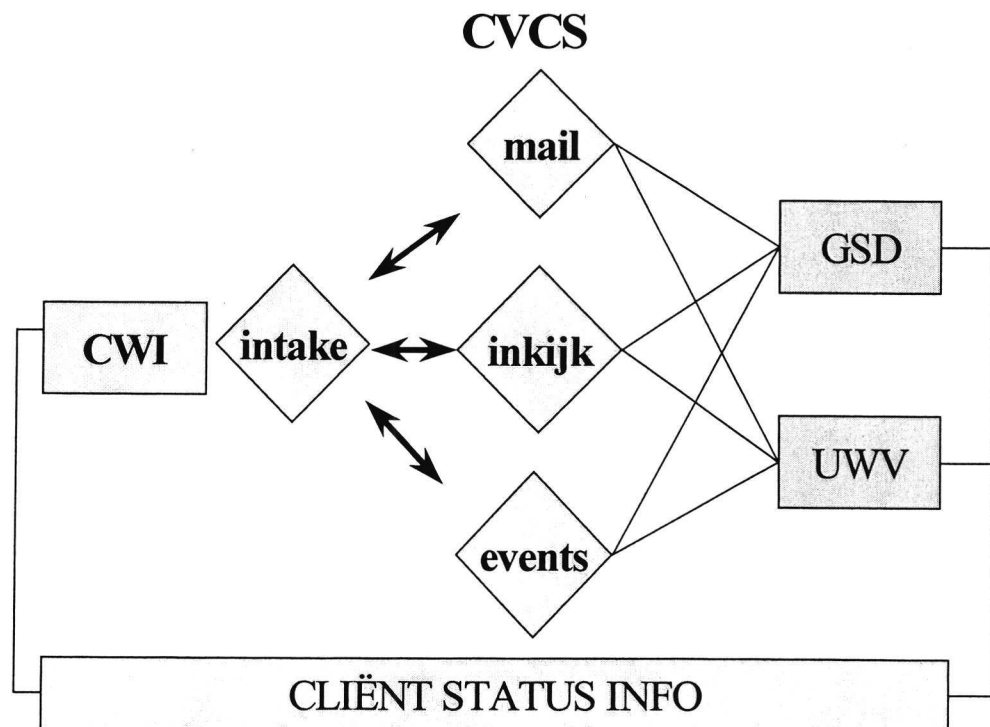 CVCS
mail
GSD
CWI
intake
inkijk
UWV
events
CLIËNT STATUS INFO